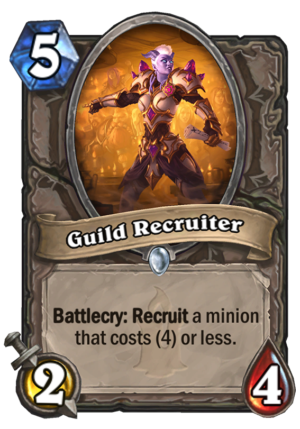 5
Guild Recruiter
Battlecry: Recruit a minion
that costs (4) or less.
2
4